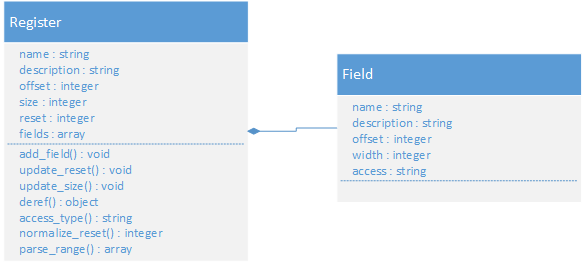 Register
name : string
description : string
offset : integer
size : integer
reset : integer
fields : array
add_field() : void
update_reset() : void
update_size() : void
deref() : object
access_type() : string
normalize_reset() : integer
parse_range() : array
Field
name : string
description : string
offset : integer
width : integer
access : string